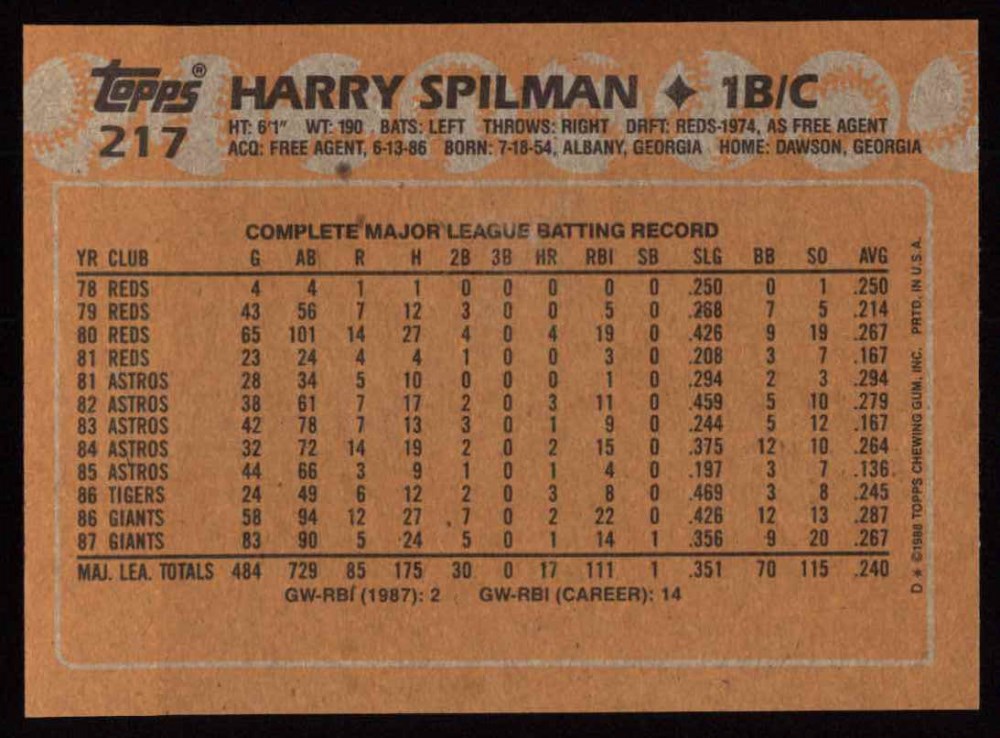 topps® HARRY SPILMAN ✦ 1B/C
217 HT: 6'1" WT: 190 BATS: LEFT THROWS: RIGHT DRFT: REDS-1974, AS FREE AGENT
ACQ: FREE AGENT, 6-13-86 BORN: 7-18-54, ALBANY, GEORGIA HOME: DAWSON, GEORGIA
COMPLETE MAJOR LEAGUE BATTING RECORD
YR CLUB G AB R H 2B 3B HR RBI SB SLG BB SO AVG
78 REDS 4 4 1 1 0 0 0 0 0 .250 0 1 .250
79 REDS 43 56 7 12 3 0 0 5 0 .268 7 5 .214
80 REDS 65 101 14 27 4 0 4 19 0 .426 9 19 .267
81 REDS 23 24 4 4 1 0 0 3 0 .208 3 7 .167
81 ASTROS 28 34 5 10 0 0 0 1 0 .294 2 3 .294
82 ASTROS 38 61 7 17 2 0 3 11 0 .459 5 10 .279
83 ASTROS 42 78 7 13 3 0 1 9 0 .244 5 12 .167
84 ASTROS 32 72 14 19 2 0 2 15 0 .375 12 10 .264
85 ASTROS 44 66 3 9 1 0 1 4 0 .197 3 7 .136
86 TIGERS 24 49 6 12 2 0 3 8 0 .469 3 8 .245
86 GIANTS 58 94 12 27 7 0 2 22 0 .426 12 13 .287
87 GIANTS 83 90 5 24 5 0 1 14 1 .356 9 20 .267
MAJ. LEA. TOTALS 484 729 85 175 30 0 17 111 1 .351 70 115 .240
GW-RBI (1987): 2 GW-RBI (CAREER): 14
D * ©1988 TOPPS CHEWING GUM, INC. PRTD. IN U.S.A.